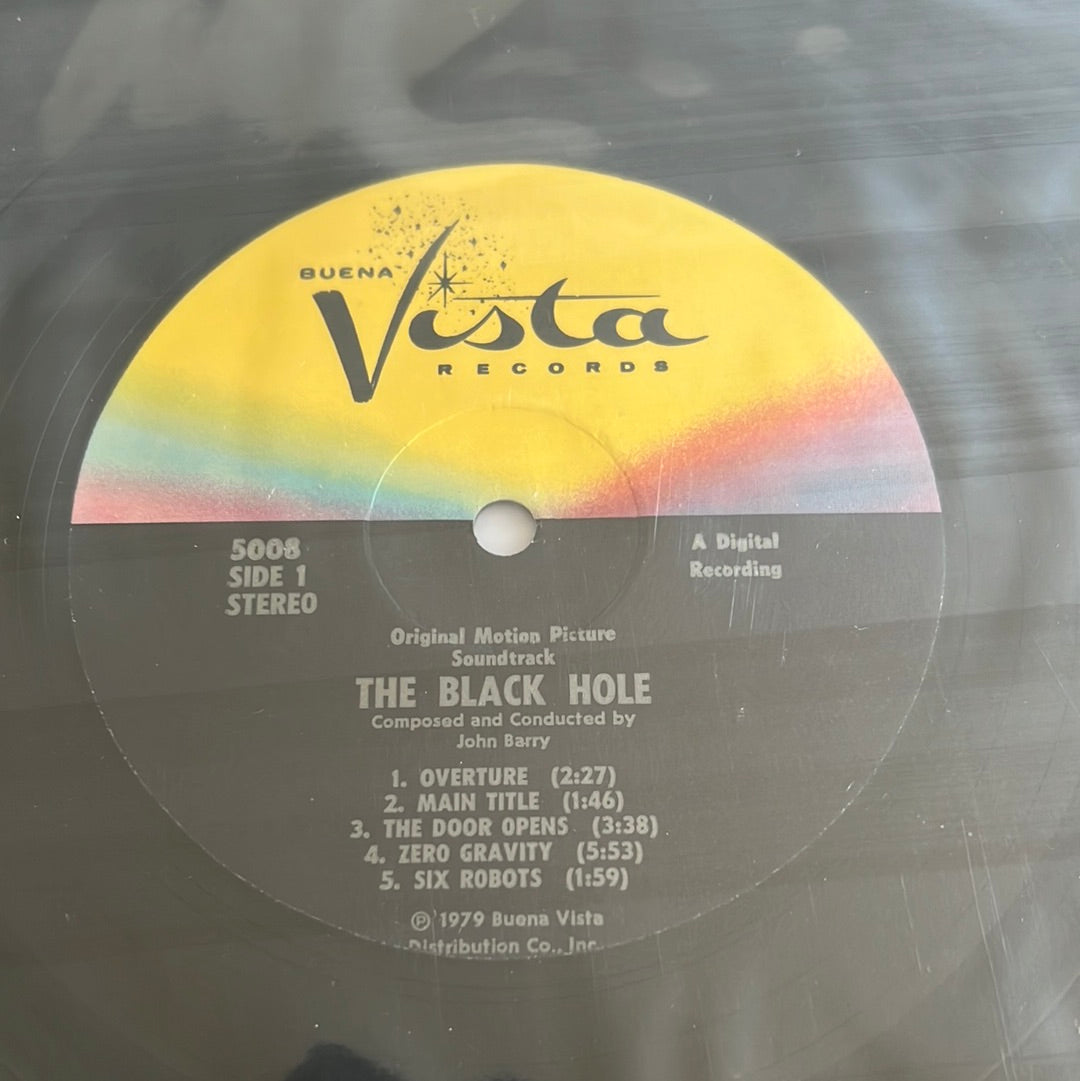 BUENA
Vista
RECORDS
5008
SIDE 1
STEREO
A Digital
Recording
Original Motion Picture
Soundtrack
THE BLACK HOLE
Composed and Conducted by
John Barry
1. OVERTURE (2:27)
2. MAIN TITLE (1:46)
3. THE DOOR OPENS (3:38)
4. ZERO GRAVITY (5:53)
5. SIX ROBOTS (1:59)
℗ 1979 Buena Vista
Distribution Co., Inc.